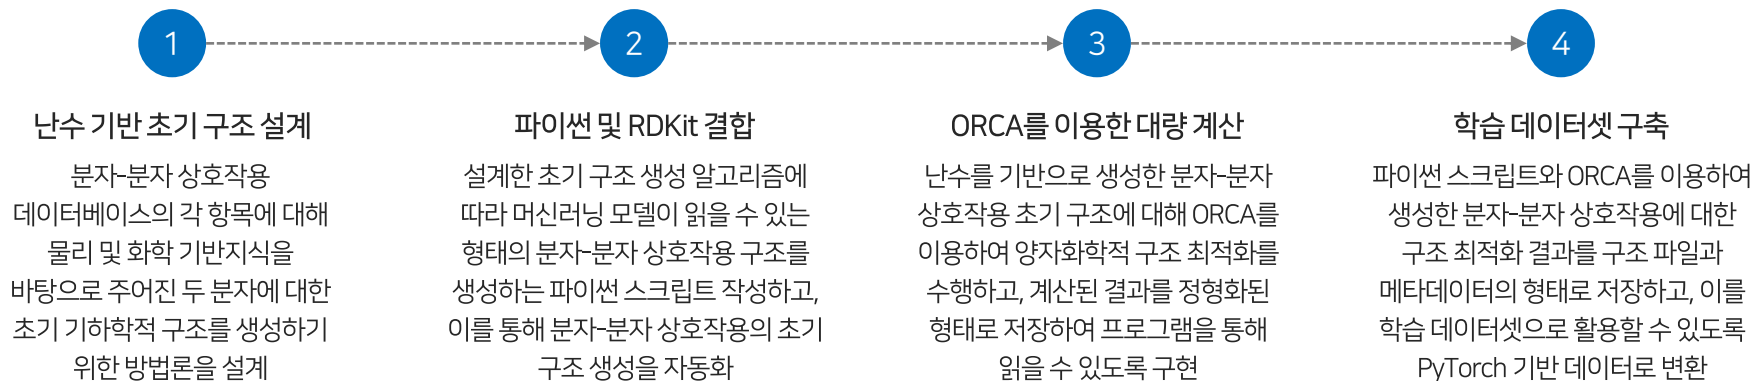 1
난수 기반 초기 구조 설계
분자-분자 상호작용
데이터베이스의 각 항목에 대해
물리 및 화학 기반지식을
바탕으로 주어진 두 분자에 대한
초기 기하학적 구조를 생성하기
위한 방법론을 설계
2
파이썬 및 RDKit 결합
설계한 초기 구조 생성 알고리즘에
따라 머신러닝 모델이 읽을 수 있는
형태의 분자-분자 상호작용 구조를
생성하는 파이썬 스크립트 작성하고,
이를 통해 분자-분자 상호작용의 초기
구조 생성을 자동화
3
ORCA를 이용한 대량 계산
난수를 기반으로 생성한 분자-분자
상호작용 초기 구조에 대해 ORCA를
이용하여 양자화학적 구조 최적화를
수행하고, 계산된 결과를 정형화된
형태로 저장하여 프로그램을 통해
읽을 수 있도록 구현
4
학습 데이터셋 구축
파이썬 스크립트와 ORCA를 이용하여
생성한 분자-분자 상호작용에 대한
구조 최적화 결과를 구조 파일과
메타데이터의 형태로 저장하고, 이를
학습 데이터셋으로 활용할 수 있도록
PyTorch 기반 데이터로 변환